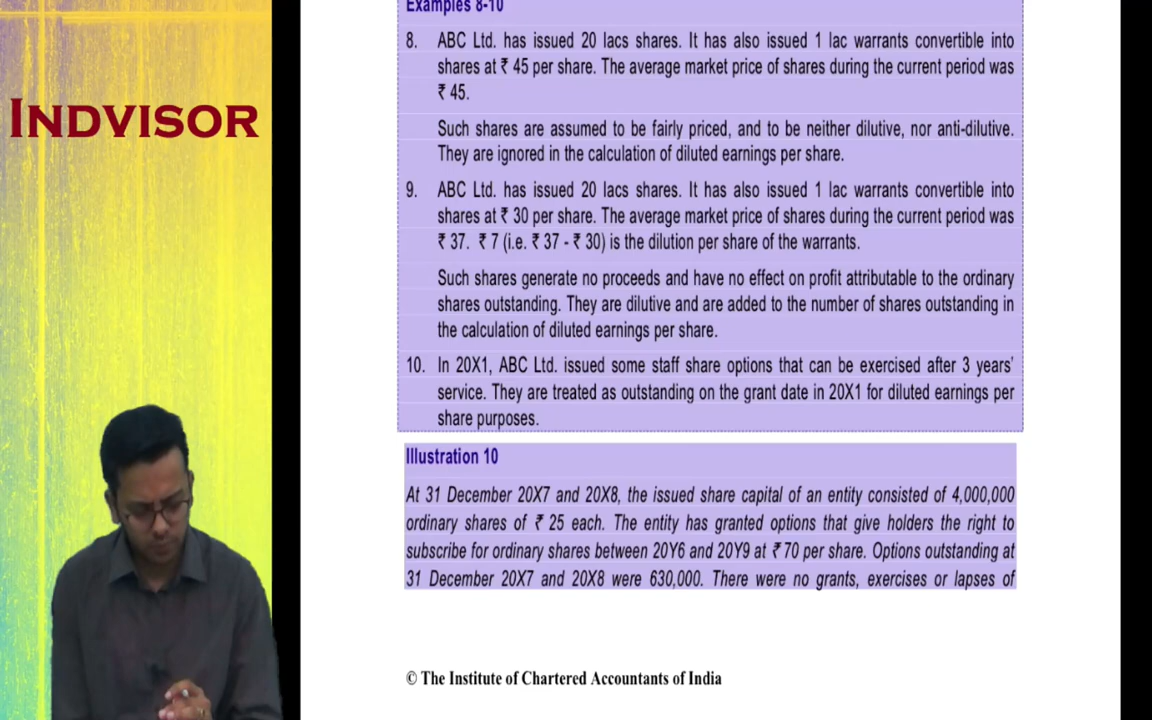 INDVISOR
Examples 8-10
8. ABC Ltd. has issued 20 lacs shares. It has also issued 1 lac warrants convertible into
shares at ₹ 45 per share. The average market price of shares during the current period was
₹ 45.
Such shares are assumed to be fairly priced, and to be neither dilutive, nor anti-dilutive.
They are ignored in the calculation of diluted earnings per share.
9. ABC Ltd. has issued 20 lacs shares. It has also issued 1 lac warrants convertible into
shares at ₹ 30 per share. The average market price of shares during the current period was
₹ 37. ₹ 7 (i.e. ₹ 37 - ₹ 30) is the dilution per share of the warrants.
Such shares generate no proceeds and have no effect on profit attributable to the ordinary
shares outstanding. They are dilutive and are added to the number of shares outstanding in
the calculation of diluted earnings per share.
10. In 20X1, ABC Ltd. issued some staff share options that can be exercised after 3 years'
service. They are treated as outstanding on the grant date in 20X1 for diluted earnings per
share purposes.
Illustration 10
At 31 December 20X7 and 20X8, the issued share capital of an entity consisted of 4,000,000
ordinary shares of ₹ 25 each. The entity has granted options that give holders the right to
subscribe for ordinary shares between 20Y6 and 20Y9 at ₹ 70 per share. Options outstanding at
31 December 20X7 and 20X8 were 630,000. There were no grants, exercises or lapses of
© The Institute of Chartered Accountants of India